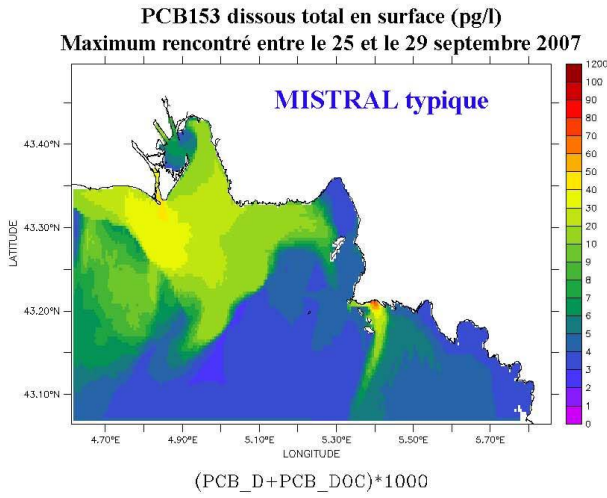 PCB153 dissous total en surface (pg/l)
Maximum rencontré entre le 25 et le 29 septembre 2007
MISTRAL typique
43.40°N
43.30°N
43.20°N
43.10°N
LATITUDE
4.70°E 4.90°E 5.10°E 5.30°E 5.50°E 5.70°E
LONGITUDE
1200
100
90
80
70
60
50
40
30
20
10
9
8
7
6
5
4
3
2
1
0
(PCB_D+PCB_DOC)*1000